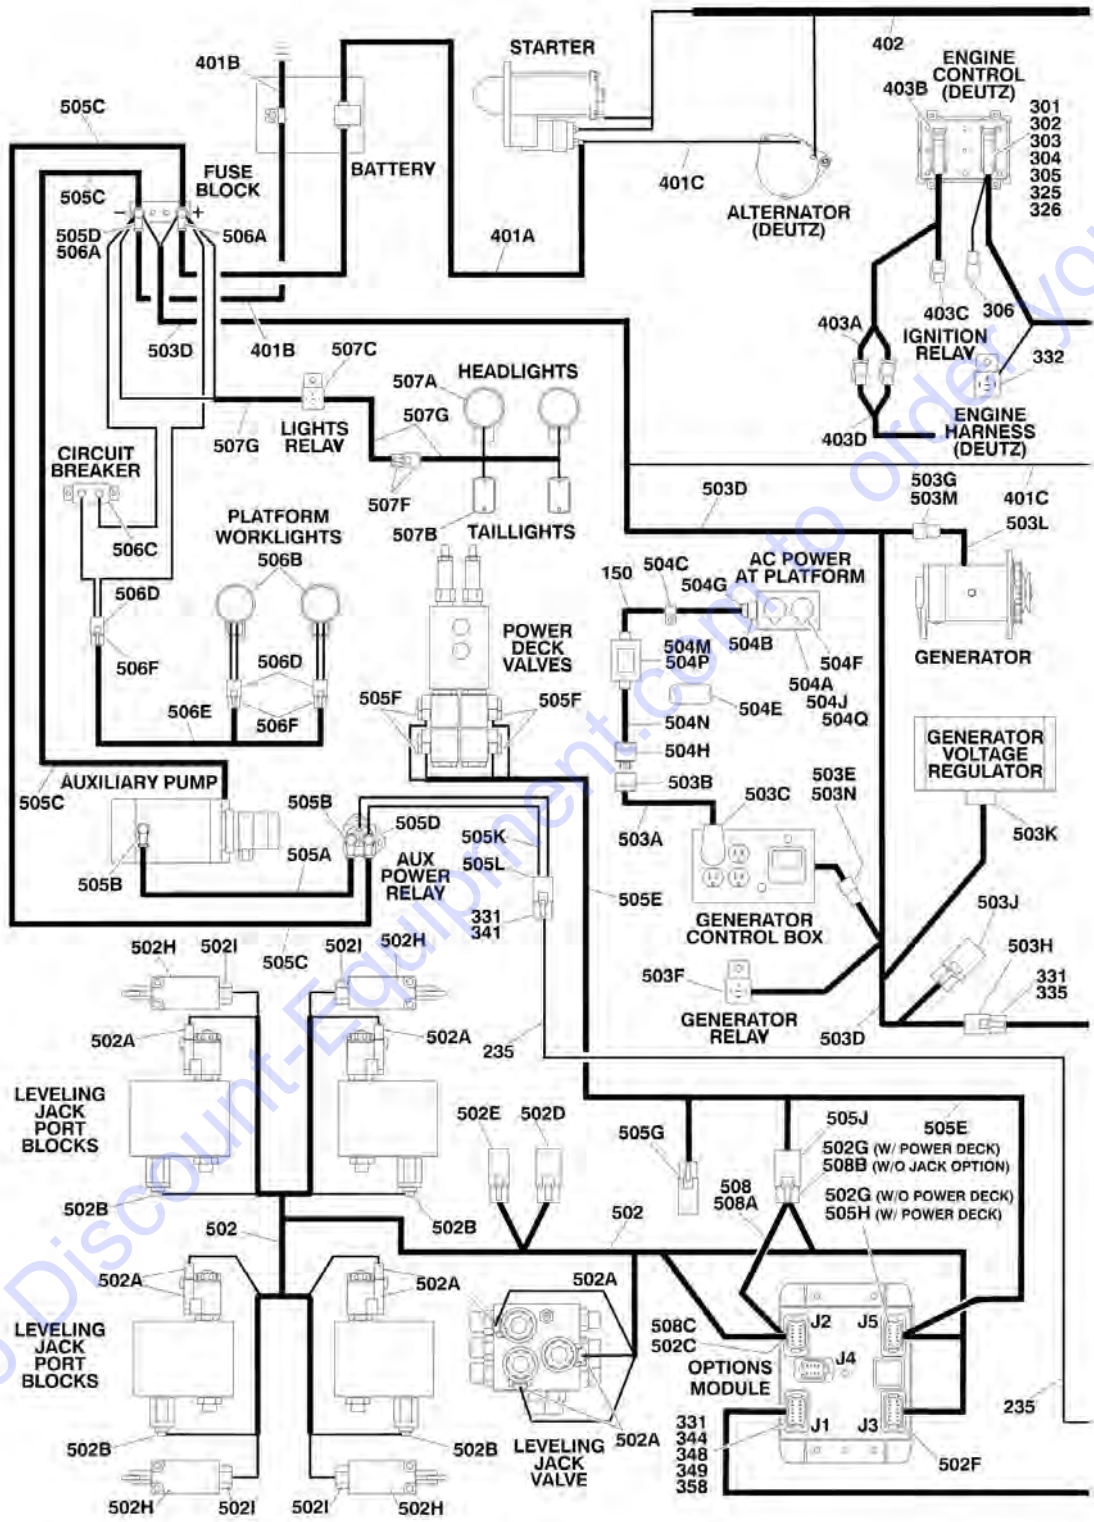 402
STARTER
ENGINE
CONTROL
(DEUTZ)
403B
301
302
303
304
305
325
326
401B
505C
FUSE
BLOCK
BATTERY
401C
ALTERNATOR
(DEUTZ)
505C
- +
505D
506A
506A
401A
403C
306
403A
IGNITION
RELAY
332
503D
401B
507C
507A
HEADLIGHTS
507G
LIGHTS
RELAY
507G
403D
ENGINE
HARNESS
(DEUTZ)
CIRCUIT
BREAKER
507F
503D
503G
503M
401C
503L
506C
PLATFORM
WORKLIGHTS
506B
507B
TAILLIGHTS
150
504C
504G
AC POWER
AT PLATFORM
506D
506F
POWER
DECK
VALVES
504M
504P
504B
504F
504A
504J
504Q
GENERATOR
506D
506F
505F
505F
504E
504N
504H
506E
GENERATOR
VOLTAGE
REGULATOR
505C
AUXILIARY PUMP
505B
505D
503B
503C
503E
503N
503A
503K
505A
505K
505L
505B
AUX
POWER
RELAY
505E
331
341
GENERATOR
CONTROL BOX
503J
503H
331
335
505C
502H
502I
502I
502H
503F
GENERATOR
RELAY
503D
502A
502A
235
LEVELING
JACK
PORT
BLOCKS
502E
502D
505G
505J
505E
502G (W/ POWER DECK)
508B (W/O JACK OPTION)
502G (W/O POWER DECK)
505H (W/ POWER DECK)
508
508A
502B
502
502B
502
502A
502A
502A
J2
J5
J4
J1
J3
508C
502C
OPTIONS
MODULE
LEVELING
JACK
PORT
BLOCKS
235
331
344
348
349
358
502B
502B
502A
LEVELING
JACK
VALVE
502F
502H
502I
502I
502H
Discount-Equipment.com to order yo